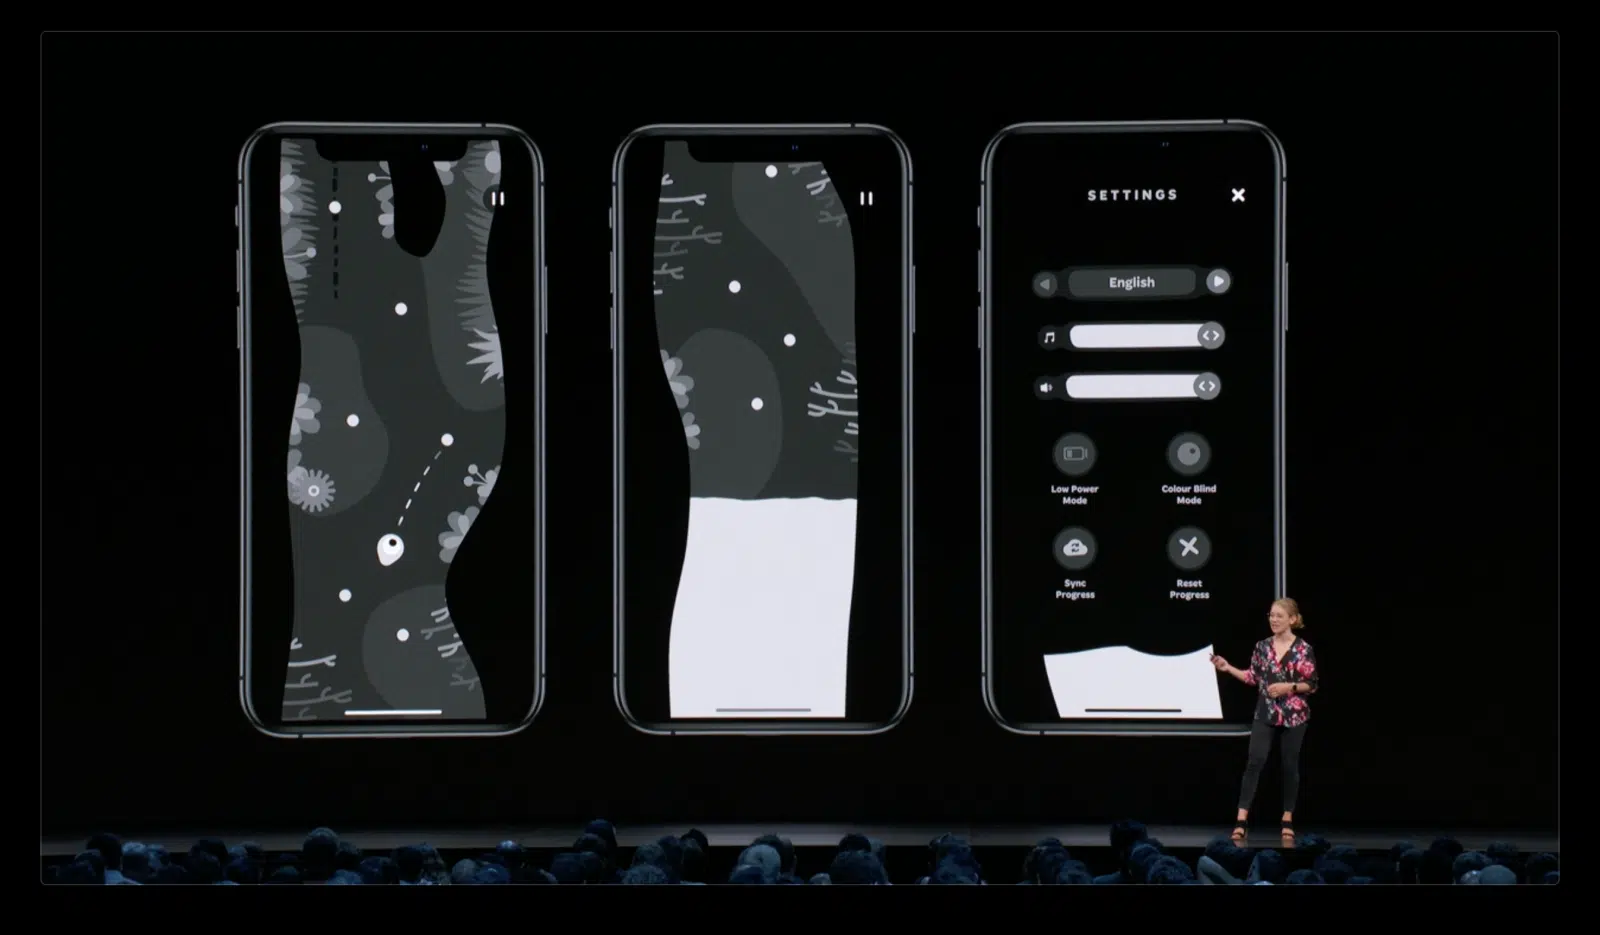 SETTINGS
English
Low Power
Mode
Colour Blind
Mode
Sync
Progress
Reset
Progress